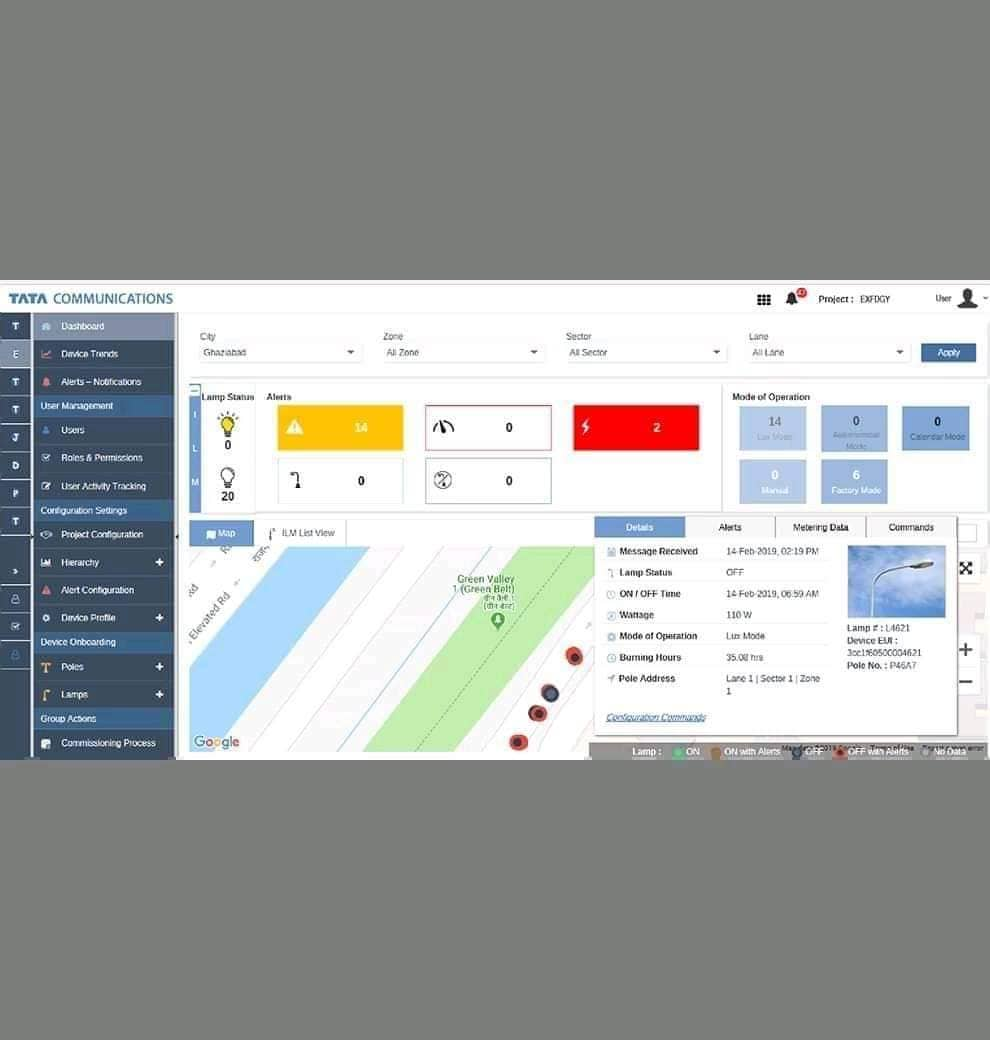 TATA COMMUNICATIONS
Project : EXFDGY
User
T
E
T
T
J
D
P
T
»
Dashboard
Device Trends
Alerts – Notifications
User Management
Users
Roles & Permissions
User Activity Tracking
Configuration Settings
Project Configuration
Hierarchy +
Alert Configuration
Device Profile +
Device Onboarding
Poles +
Lamps +
Group Actions
Commissioning Process
City
Ghaziabad
Zone
All Zone
Sector
All Sector
Lane
All Lane
Apply
I
L
M
Lamp Status
0
20
Alerts
14
0
2
0
0
Mode of Operation
14
Lux Mode
0
Astronomical Mode
0
Calendar Mode
0
Manual
6
Factory Mode
Map
ILM List View
Elevated Rd
Rd
Green Valley
1 (Green Belt)
Google
Details
Alerts
Metering Data
Commands
Message Received 14-Feb-2019, 02:19 PM
Lamp Status OFF
ON / OFF Time 14-Feb-2019, 06:59 AM
Wattage 110 W
Mode of Operation Lux Mode
Burning Hours 35.08 hrs
Pole Address Lane 1 | Sector 1 | Zone
1
Configuration Commands
Lamp # : L4621
Device EUI :
3cc1f60500004621
Pole No. : P46A7
+
−
Lamp : ON ON with Alerts OFF OFF with Alerts No Data